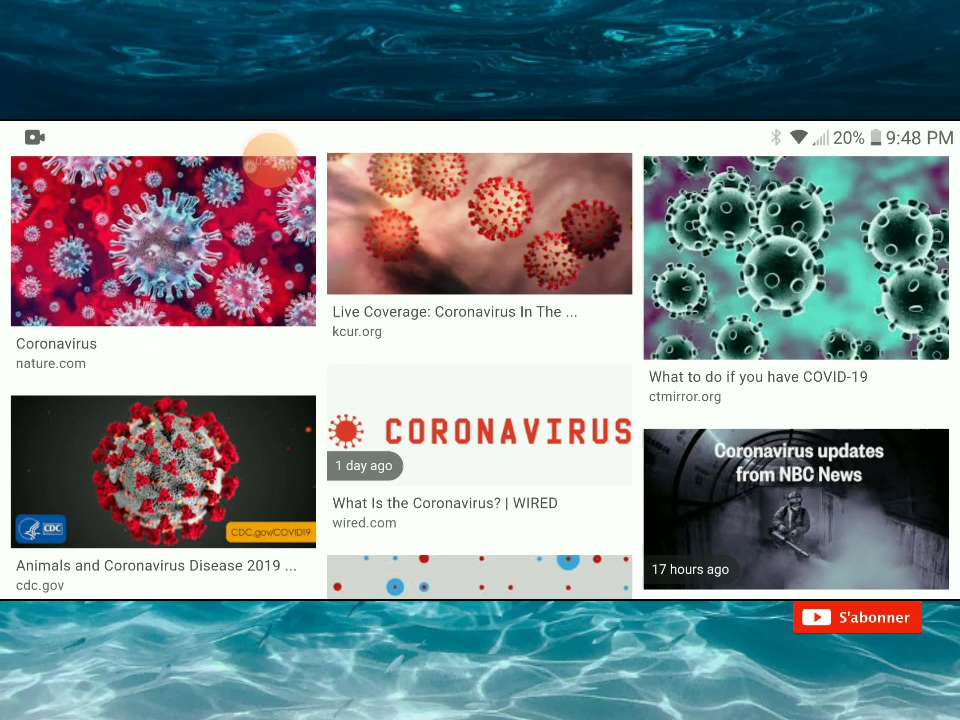 20% 9:48 PM
Coronavirus
nature.com
CDC
CDC.gov/COVID19
Animals and Coronavirus Disease 2019 ...
cdc.gov
Live Coverage: Coronavirus In The ...
kcur.org
CORONAVIRUS
1 day ago
What Is the Coronavirus? | WIRED
wired.com
What to do if you have COVID-19
ctmirror.org
Coronavirus updates
from NBC News
17 hours ago
S'abonner